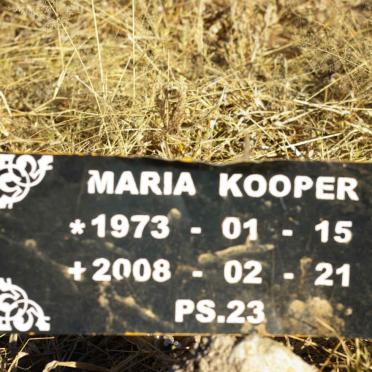 MARIA KOOPER
*1973 - 01 - 15
+2008 - 02 - 21
PS.23